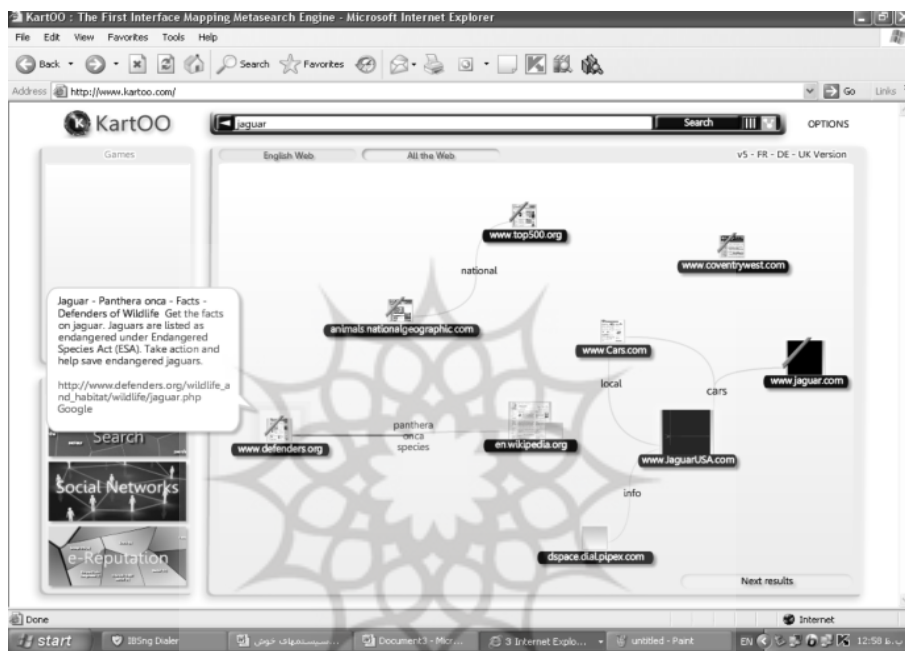 KartOO : The First Interface Mapping Metasearch Engine - Microsoft Internet Explorer
File Edit View Favorites Tools Help
Back Search Favorites
Address http://www.kartoo.com/ Go Links
KartOO jaguar Search OPTIONS
Games English Web All the Web v5 - FR - DE - UK Version
www.top500.org
www.coventrywest.com
national
Jaguar - Panthera onca - Facts -
Defenders of Wildlife Get the facts
on jaguar. Jaguars are listed as
endangered under Endangered
Species Act (ESA). Take action and
help save endangered jaguars.
http://www.defenders.org/wildlife_a
nd_habitat/wildlife/jaguar.php
Google
animals.nationalgeographic.com
www.Cars.com
local
cars
www.jaguar.com
panthera
onca
species
www.defenders.org
en.wikipedia.org
www.JaguarUSA.com
info
dspace.dial.pipex.com
Search
Social Networks
e-Reputation
Next results
Done Internet
start IBSng Dialer سیستمهای خوش... Document3 - Micr... 3 Internet Explo... untitled - Paint EN 12:58